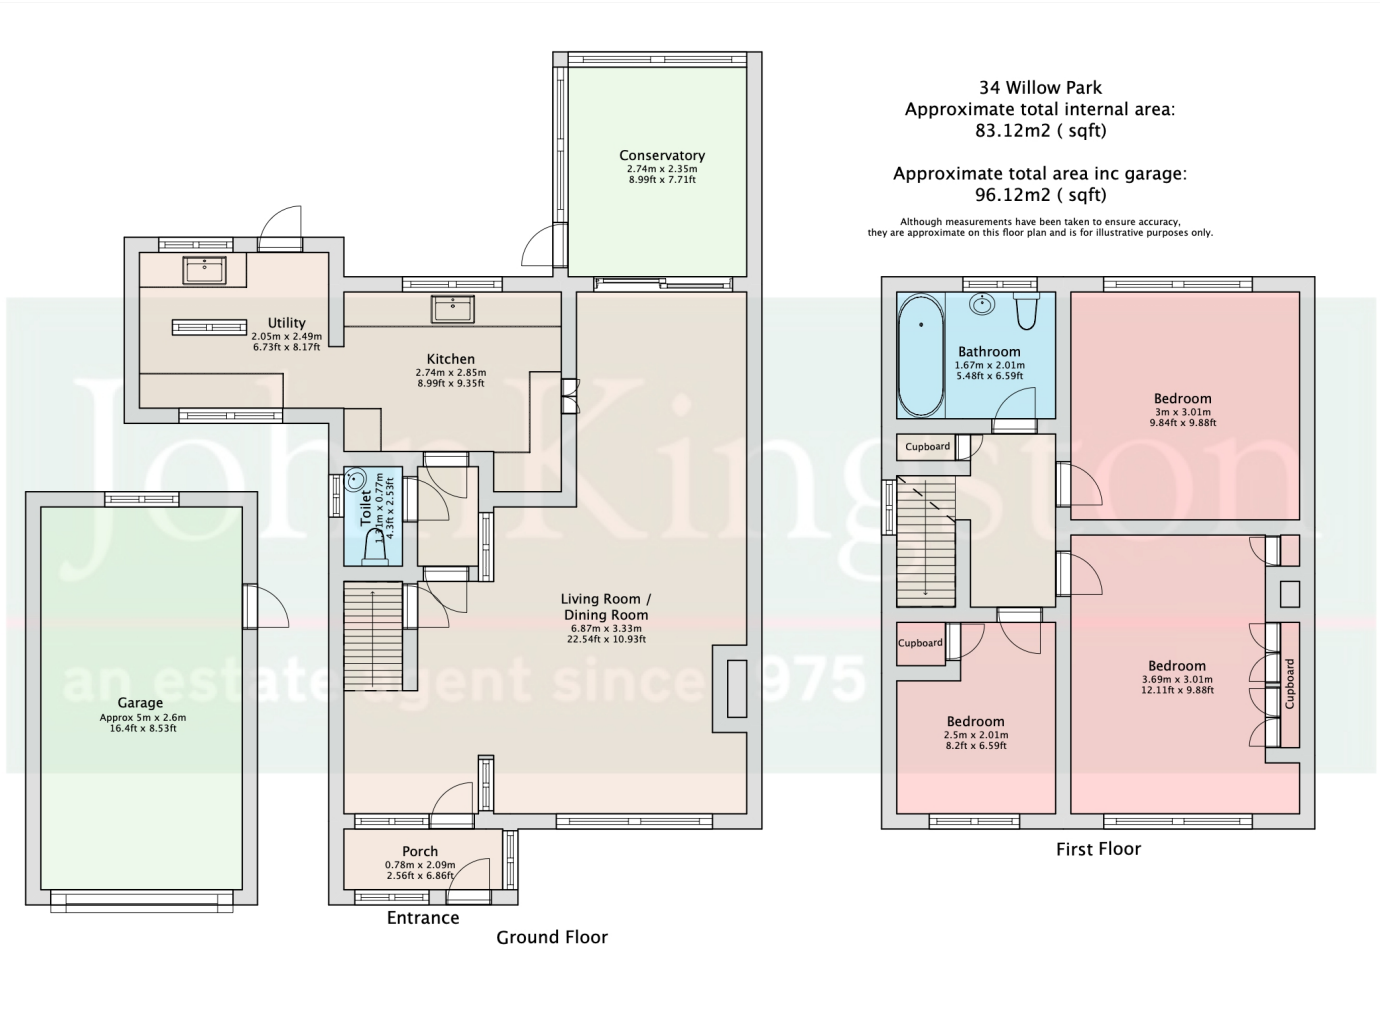 34 Willow Park
Approximate total internal area:
83.12m2 ( sqft)
Approximate total area inc garage:
96.12m2 ( sqft)
Although measurements have been taken to ensure accuracy,
they are approximate on this floor plan and is for illustrative purposes only.
Conservatory
2.74m x 2.35m
8.99ft x 7.71ft
Utility
2.05m x 2.49m
6.73ft x 8.17ft
Kitchen
2.74m x 2.85m
8.99ft x 9.35ft
Toilet
1.31m x 0.77m
4.3ft x 2.53ft
Living Room /
Dining Room
6.87m x 3.33m
22.54ft x 10.93ft
Garage
Approx 5m x 2.6m
16.4ft x 8.53ft
Porch
0.78m x 2.09m
2.56ft x 6.86ft
Entrance
Ground Floor
Bathroom
1.67m x 2.01m
5.48ft x 6.59ft
Cupboard
Bedroom
3m x 3.01m
9.84ft x 9.88ft
Cupboard
Bedroom
2.5m x 2.01m
8.2ft x 6.59ft
Bedroom
3.69m x 3.01m
12.11ft x 9.88ft
Cupboard
First Floor
John Kingston
an estate agent since 1975